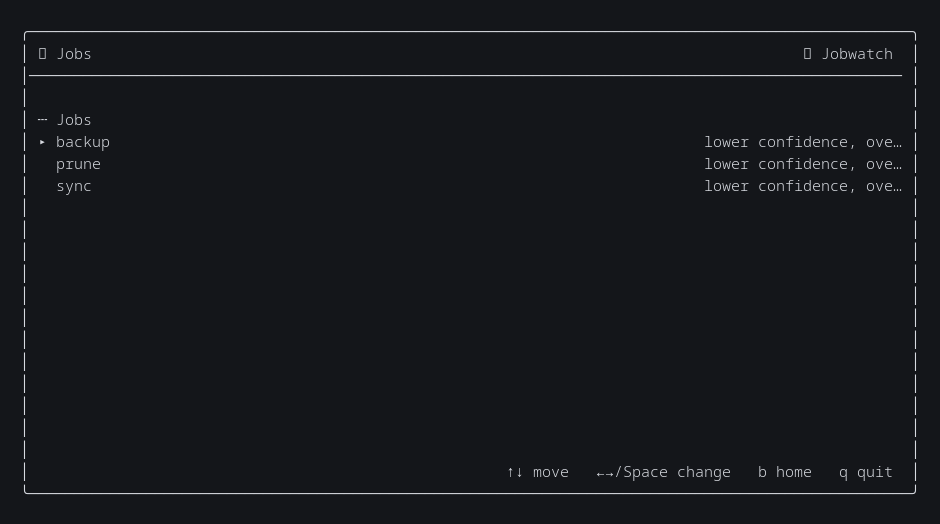 Jobs Jobwatch
Jobs
▸ backup lower confidence, ove…
prune lower confidence, ove…
sync lower confidence, ove…
↑↓ move ←→/Space change b home q quit